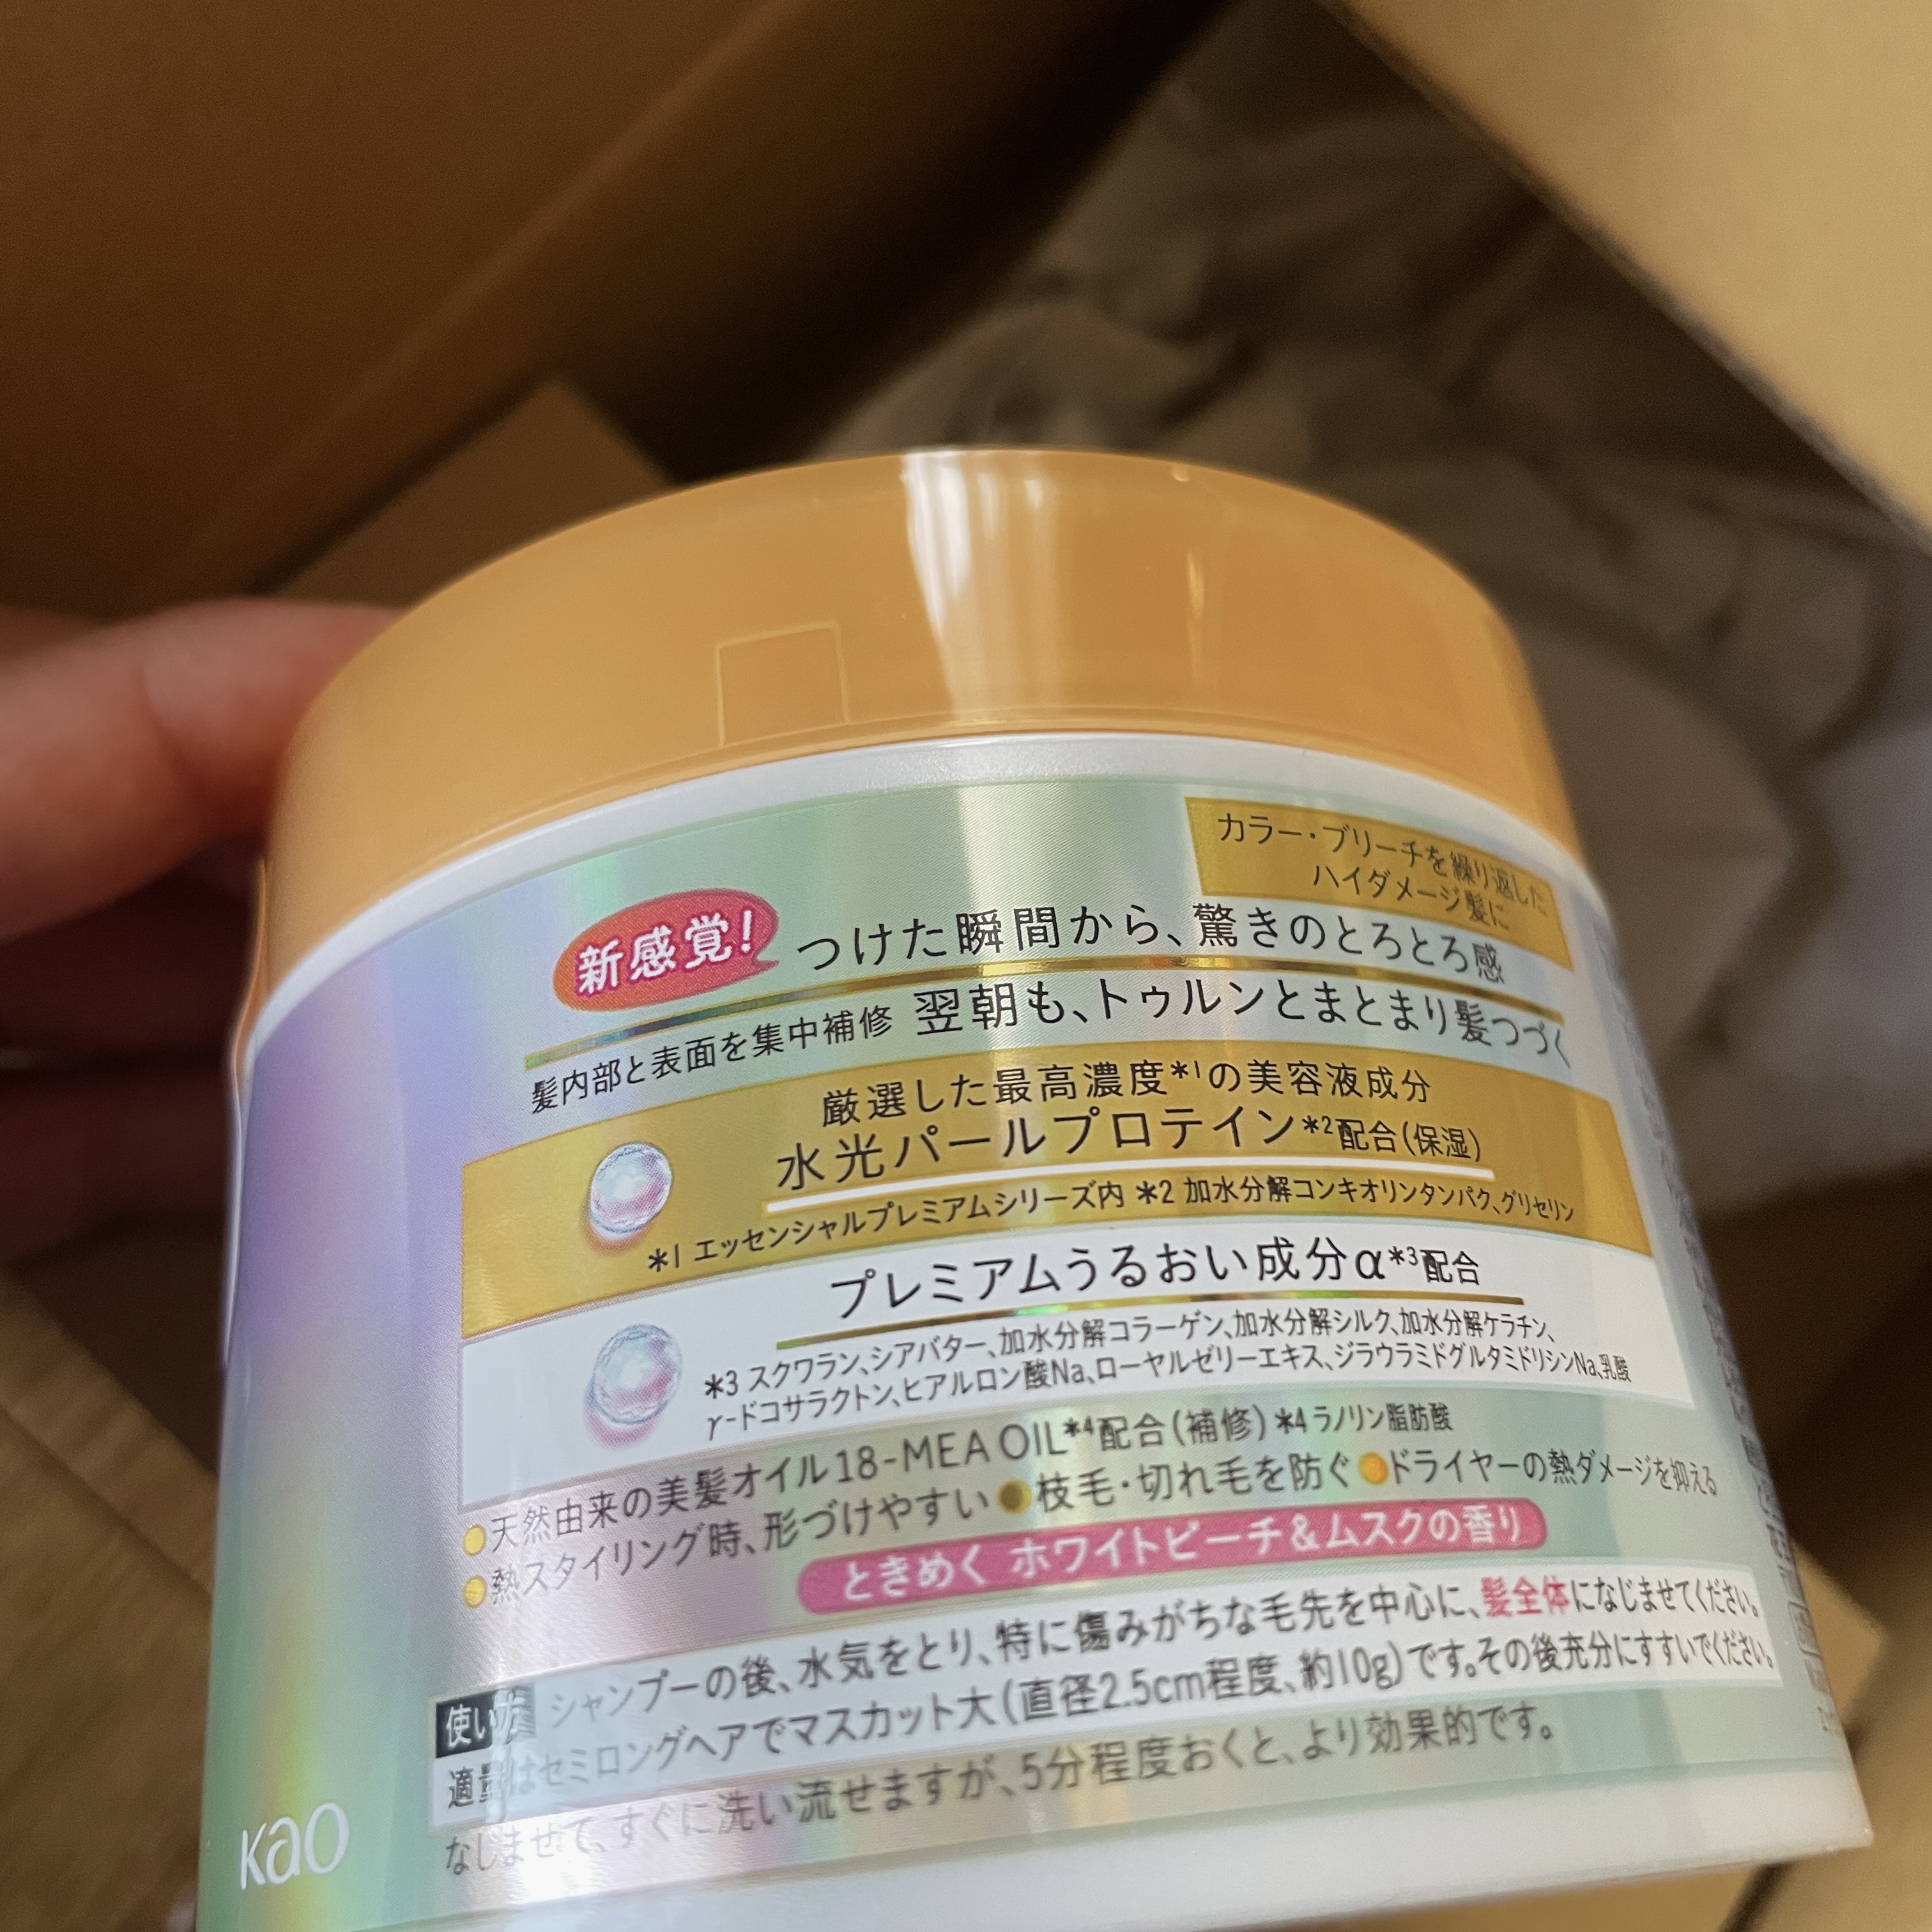 カラー・ブリーチを繰り返した
ハイダメージ髪に
新感覚!
つけた瞬間から、驚きのとろとろ感
髪内部と表面を集中補修 翌朝も、トゥルンとまとまり髪つづく
厳選した最高濃度*1の美容液成分
水光パールプロテイン*2配合(保湿)
*1 エッセンシャルプレミアムシリーズ内 *2 加水分解コンキオリンタンパク、グリセリン
プレミアムうるおい成分α*3配合
*3 スクワラン、シアバター、加水分解コラーゲン、加水分解シルク、加水分解ケラチン、
γ-ドコサラクトン、ヒアルロン酸Na、ローヤルゼリーエキス、ジラウラミドグルタミドリシンNa、乳酸
天然由来の美髪オイル18-MEA OIL*4配合(補修) *4 ラノリン脂肪酸
熱スタイリング時、形づけやすい ●枝毛・切れ毛を防ぐ ●ドライヤーの熱ダメージを抑える
ときめく ホワイトピーチ&ムスクの香り
使い方 シャンプーの後、水気をとり、特に傷みがちな毛先を中心に、髪全体になじませてください。
適量はセミロングヘアでマスカット大(直径2.5cm程度、約10g)です。その後充分にすすいでください。
なじませて、すぐに洗い流せますが、5分程度おくと、より効果的です。
Kao